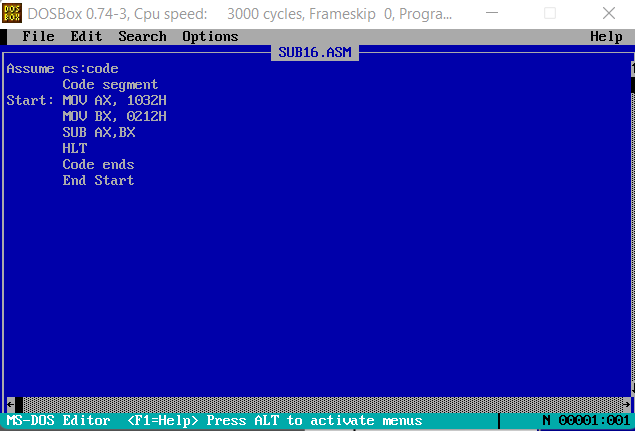 DOS
BOX
DOSBox 0.74-3, Cpu speed: 3000 cycles, Frameskip 0, Progra...
File Edit Search Options Help
SUB16.ASM
Assume cs:code
Code segment
Start: MOV AX, 1032H
MOV BX, 0212H
SUB AX,BX
HLT
Code ends
End Start
MS-DOS Editor <F1=Help> Press ALT to activate menus N 00001:001